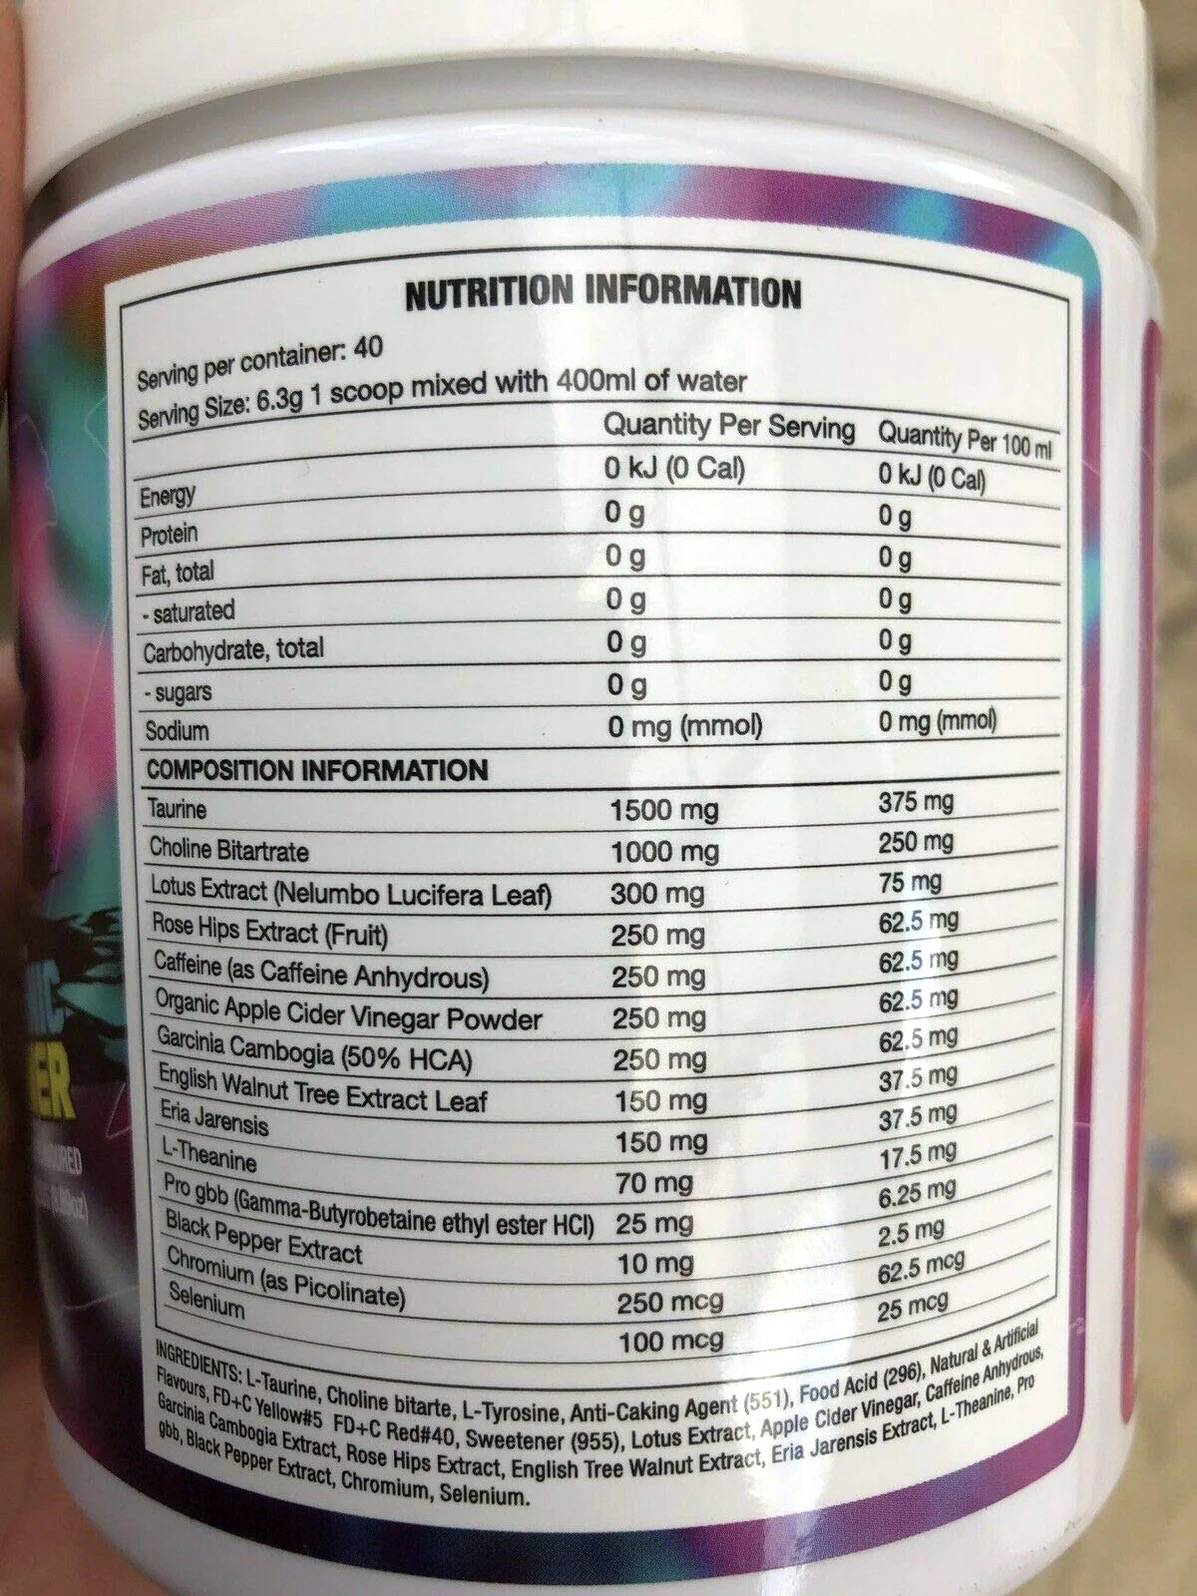 NUTRITION INFORMATION
Serving per container: 40
Serving Size: 6.3g 1 scoop mixed with 400ml of water
Quantity Per Serving Quantity Per 100 ml
Energy 0 kJ (0 Cal) 0 kJ (0 Cal)
Protein 0 g 0 g
Fat, total 0 g 0 g
- saturated 0 g 0 g
Carbohydrate, total 0 g 0 g
- sugars 0 g 0 g
Sodium 0 mg (mmol) 0 mg (mmol)
COMPOSITION INFORMATION
Taurine 1500 mg 375 mg
Choline Bitartrate 1000 mg 250 mg
Lotus Extract (Nelumbo Lucifera Leaf) 300 mg 75 mg
Rose Hips Extract (Fruit) 250 mg 62.5 mg
Caffeine (as Caffeine Anhydrous) 250 mg 62.5 mg
Organic Apple Cider Vinegar Powder 250 mg 62.5 mg
Garcinia Cambogia (50% HCA) 250 mg 62.5 mg
English Walnut Tree Extract Leaf 150 mg 37.5 mg
Eria Jarensis 150 mg 37.5 mg
L-Theanine 70 mg 17.5 mg
Pro gbb (Gamma-Butyrobetaine ethyl ester HCl) 25 mg 6.25 mg
Black Pepper Extract 10 mg 2.5 mg
Chromium (as Picolinate) 250 mcg 62.5 mcg
Selenium 100 mcg 25 mcg
INGREDIENTS: L-Taurine, Choline bitarte, L-Tyrosine, Anti-Caking Agent (551), Food Acid (296), Natural & Artificial
Flavours, FD+C Yellow#5 FD+C Red#40, Sweetener (955), Lotus Extract, Apple Cider Vinegar, Caffeine Anhydrous,
Garcinia Cambogia Extract, Rose Hips Extract, English Tree Walnut Extract, Eria Jarensis Extract, L-Theanine, Pro
gbb, Black Pepper Extract, Chromium, Selenium.